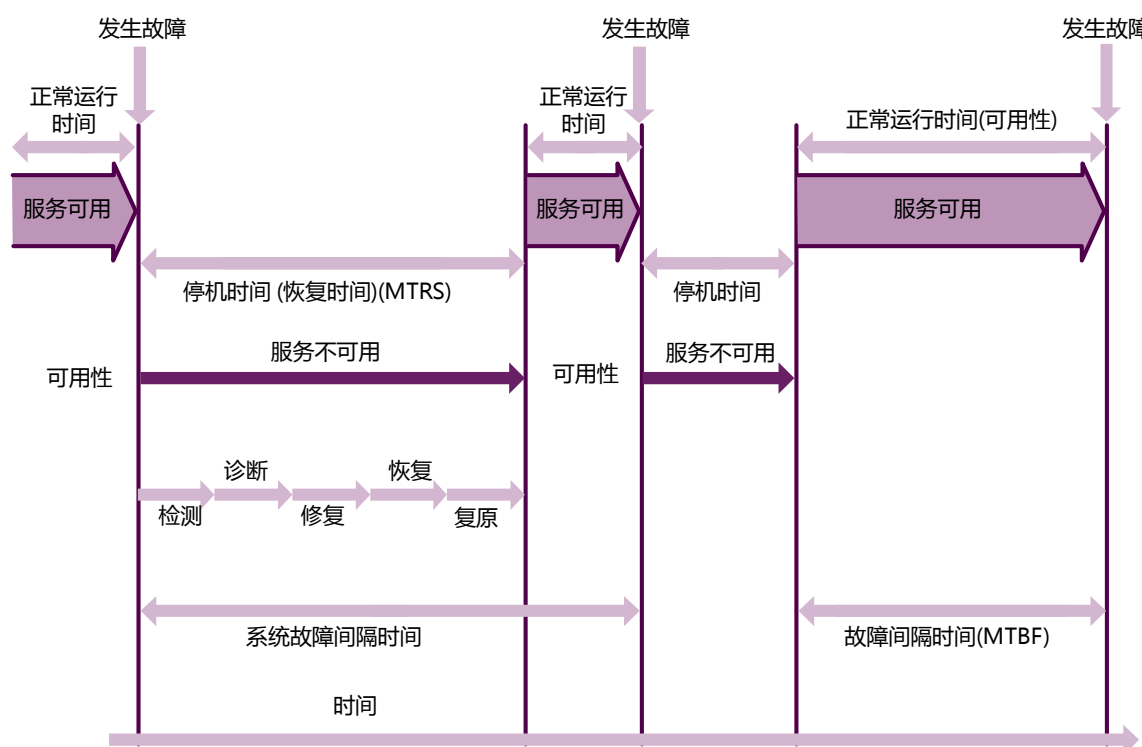 发生故障
发生故障
发生故障
正常运行
时间
正常运行
时间
正常运行时间(可用性)
服务可用
服务可用
服务可用
停机时间 (恢复时间)(MTRS)
停机时间
服务不可用
服务不可用
可用性
可用性
诊断
恢复
检测
修复
复原
系统故障间隔时间
故障间隔时间(MTBF)
时间